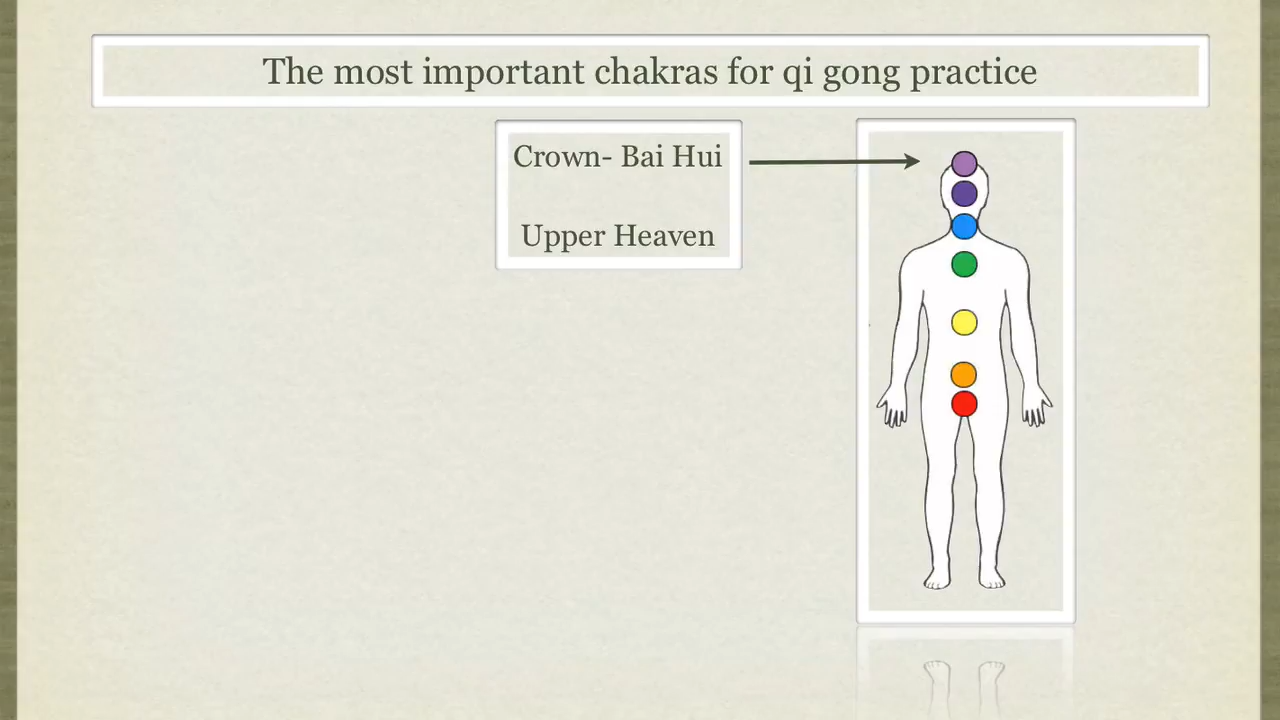 The most important chakras for qi gong practice
Crown- Bai Hui
Upper Heaven